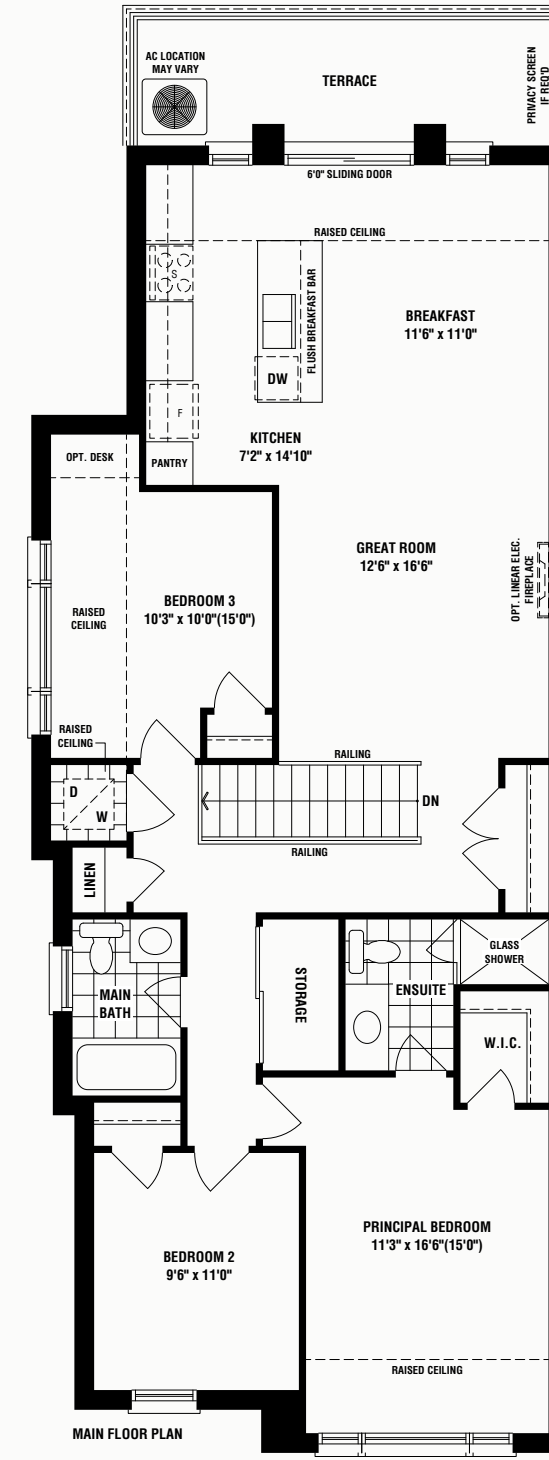 AC LOCATION
MAY VARY
TERRACE
PRIVACY SCREEN
IF REQ'D
6'0" SLIDING DOOR
RAISED CEILING
S
FLUSH BREAKFAST BAR
BREAKFAST
11'6" x 11'0"
DW
F
KITCHEN
7'2" x 14'10"
OPT. DESK
PANTRY
GREAT ROOM
12'6" x 16'6"
OPT. LINEAR ELEC.
FIREPLACE
BEDROOM 3
10'3" x 10'0"(15'0")
RAISED
CEILING
RAISED
CEILING
RAILING
D
W
DN
RAILING
LINEN
STORAGE
GLASS
SHOWER
MAIN
BATH
ENSUITE
W.I.C.
PRINCIPAL BEDROOM
11'3" x 16'6"(15'0")
BEDROOM 2
9'6" x 11'0"
RAISED CEILING
MAIN FLOOR PLAN